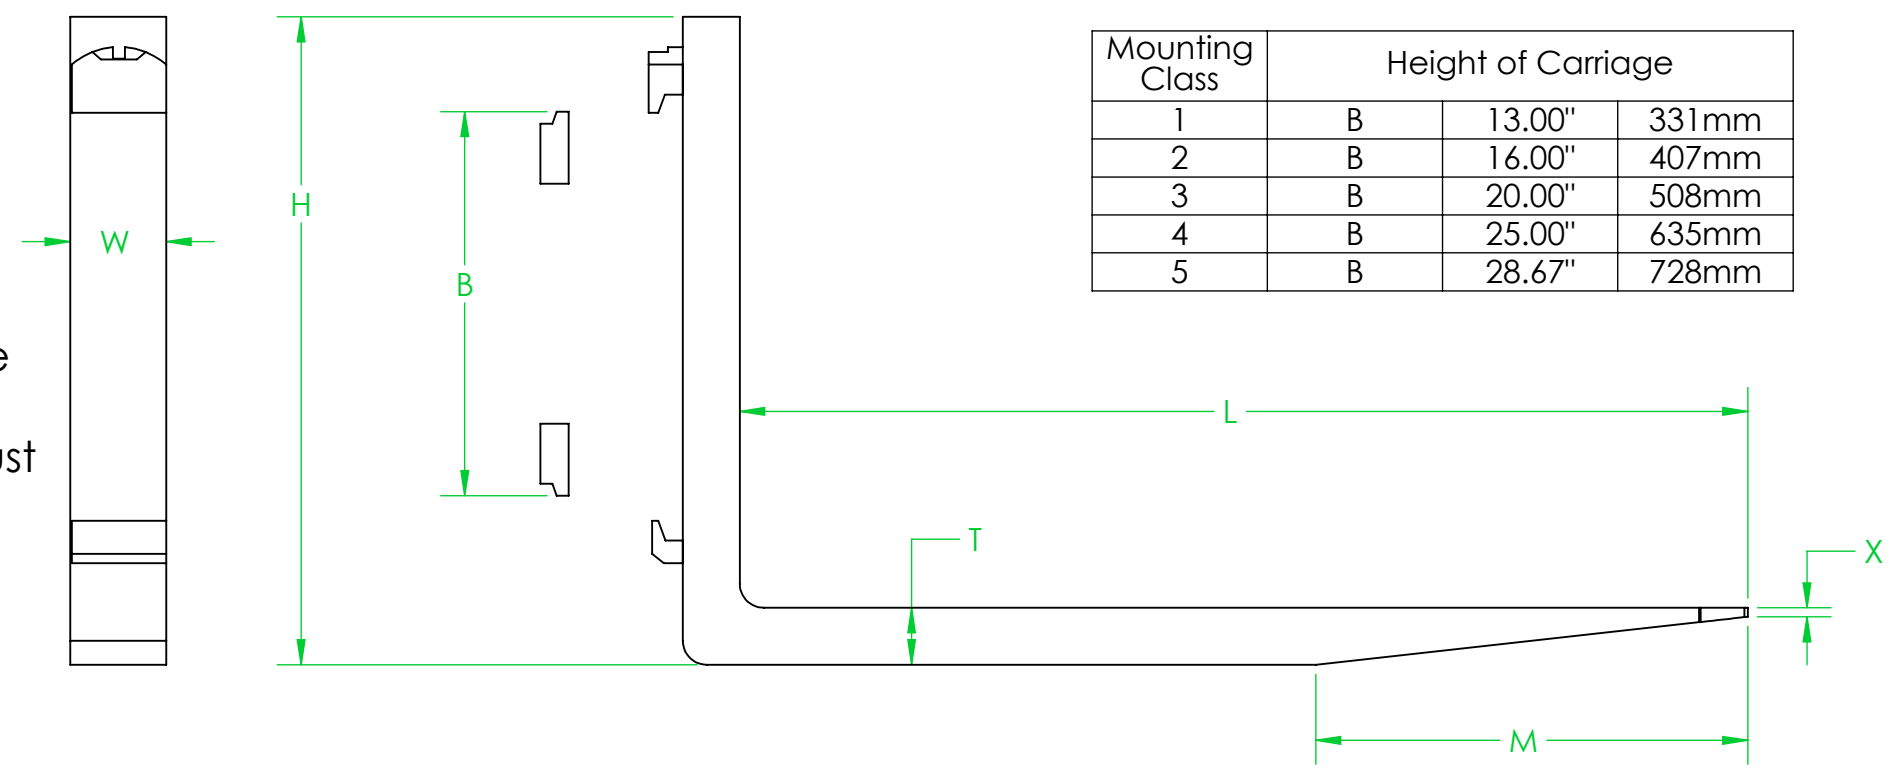 Mounting Class Height of Carriage
1 B 13.00" 331mm
2 B 16.00" 407mm
3 B 20.00" 508mm
4 B 25.00" 635mm
5 B 28.67" 728mm
H
W
B
e
L
ust
T
X
M